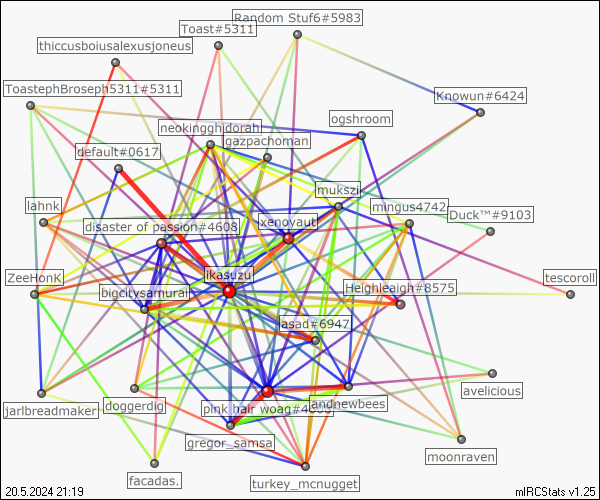 Random Stuf6#5983
Toast#5311
thiccusboiusalexusjoneus
ToastephBroseph5311#5311
Knowun#6424
ogshroom
neokingghidorah
gazpachoman
default#0617
mukszi
lahnk
mingus4742
Duck™#9103
disaster of passion#4608
xenoyaut
ikasuzu
ZeeHonK
tescoroll
bigcitysamurai
Heighleaigh#8575
asad#6947
avelicious
jarlbreadmaker
doggerdig
pink hair woag#4
andnewbees
gregor_samsa
moonraven
facadas.
turkey_mcnugget
20.5.2024 21:19
mIRCStats v1.25